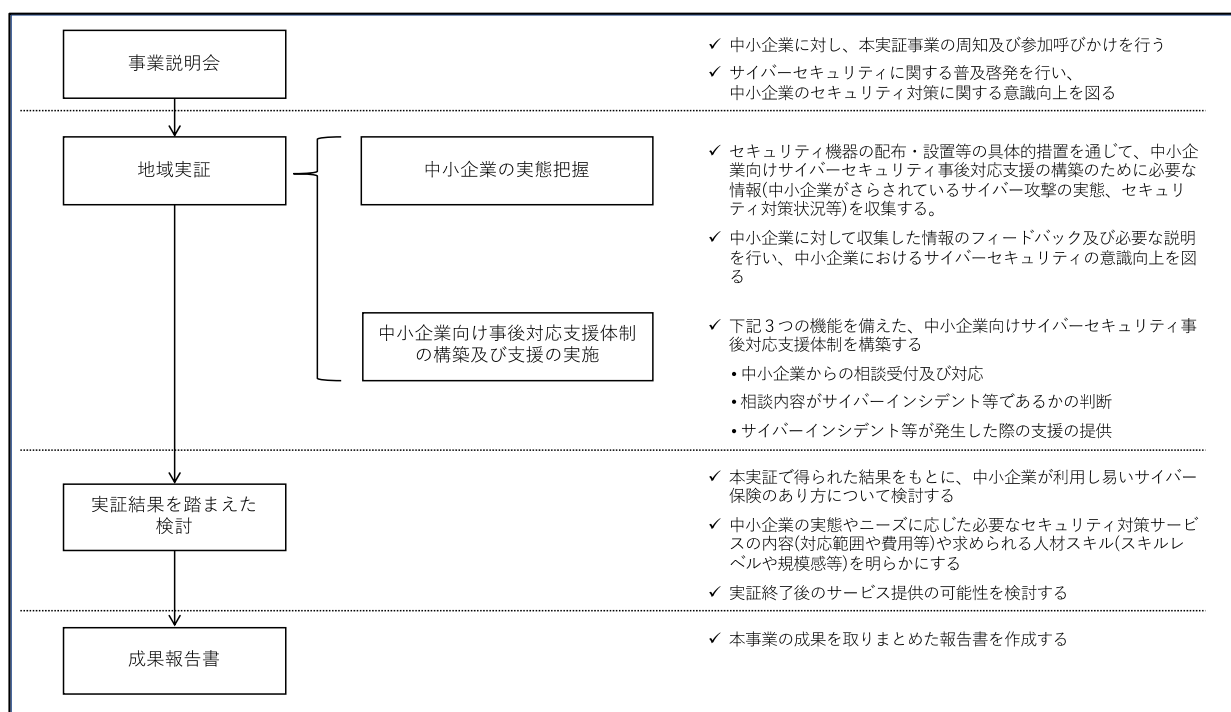 事業説明会
✓ 中小企業に対し、本実証事業の周知及び参加呼びかけを行う
✓ サイバーセキュリティに関する普及啓発を行い、
中小企業のセキュリティ対策に関する意識向上を図る
地域実証
中小企業の実態把握
✓ セキュリティ機器の配布・設置等の具体的措置を通じて、中小企
業向けサイバーセキュリティ事後対応支援の構築のために必要な
情報(中小企業がさらされているサイバー攻撃の実態、セキュリ
ティ対策状況等)を収集する。
✓ 中小企業に対して収集した情報のフィードバック及び必要な説明
を行い、中小企業におけるサイバーセキュリティの意識向上を図
る
中小企業向け事後対応支援体制
の構築及び支援の実施
✓ 下記３つの機能を備えた、中小企業向けサイバーセキュリティ事
後対応支援体制を構築する
• 中小企業からの相談受付及び対応
• 相談内容がサイバーインシデント等であるかの判断
• サイバーインシデント等が発生した際の支援の提供
実証結果を踏まえた
検討
✓ 本実証で得られた結果をもとに、中小企業が利用し易いサイバー
保険のあり方について検討する
✓ 中小企業の実態やニーズに応じた必要なセキュリティ対策サービ
スの内容(対応範囲や費用等)や求められる人材スキル(スキルレ
ベルや規模感等)を明らかにする
✓ 実証終了後のサービス提供の可能性を検討する
成果報告書
✓ 本事業の成果を取りまとめた報告書を作成する